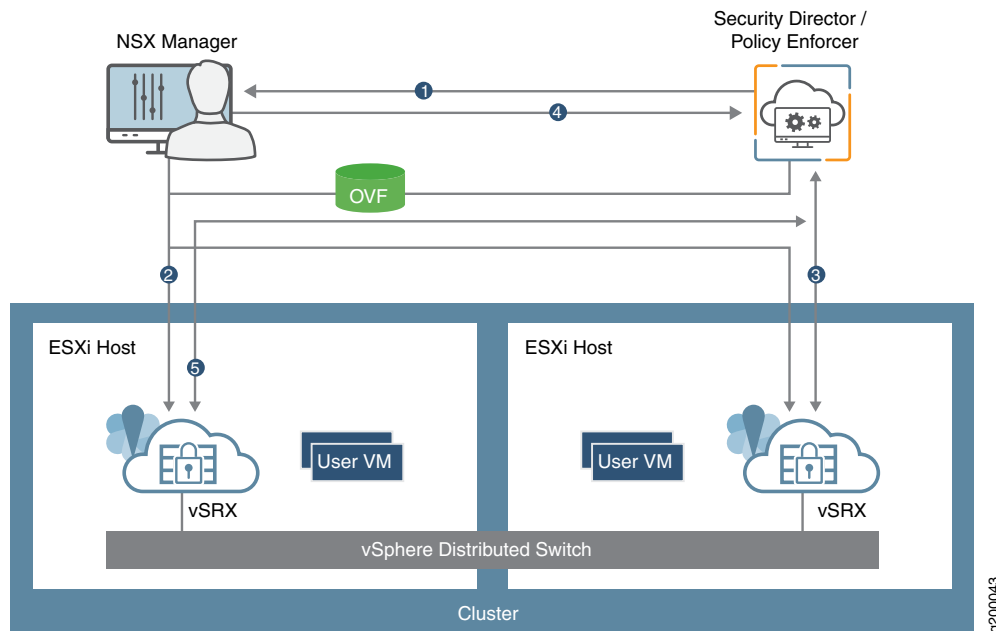 NSX Manager
Security Director /
Policy Enforcer
1
4
OVF
2
3
ESXi Host
ESXi Host
5
User VM
User VM
vSRX
vSRX
vSphere Distributed Switch
Cluster
g200043